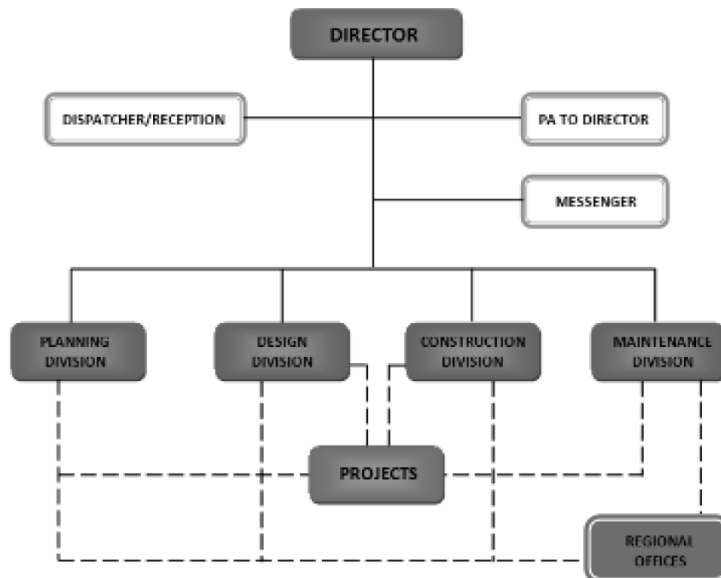 DIRECTOR
DISPATCHER/RECEPTION
PA TO DIRECTOR
MESSENGER
PLANNING
DIVISION
DESIGN
DIVISION
CONSTRUCTION
DIVISION
MAINTENANCE
DIVISION
PROJECTS
REGIONAL
OFFICES